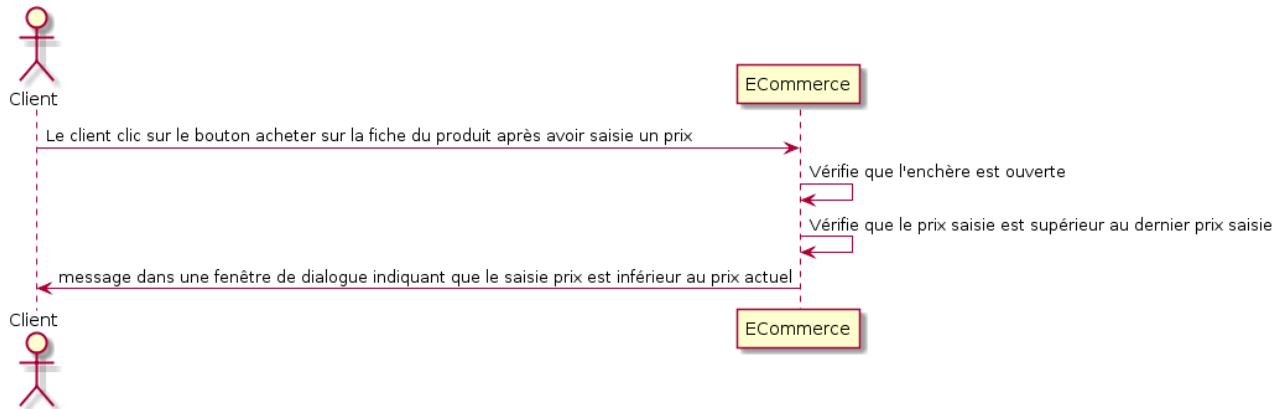 Client
ECommerce
Le client clic sur le bouton acheter sur la fiche du produit après avoir saisie un prix
Vérifie que l'enchère est ouverte
Vérifie que le prix saisie est supérieur au dernier prix saisie
message dans une fenêtre de dialogue indiquant que le saisie prix est inférieur au prix actuel
Client
ECommerce